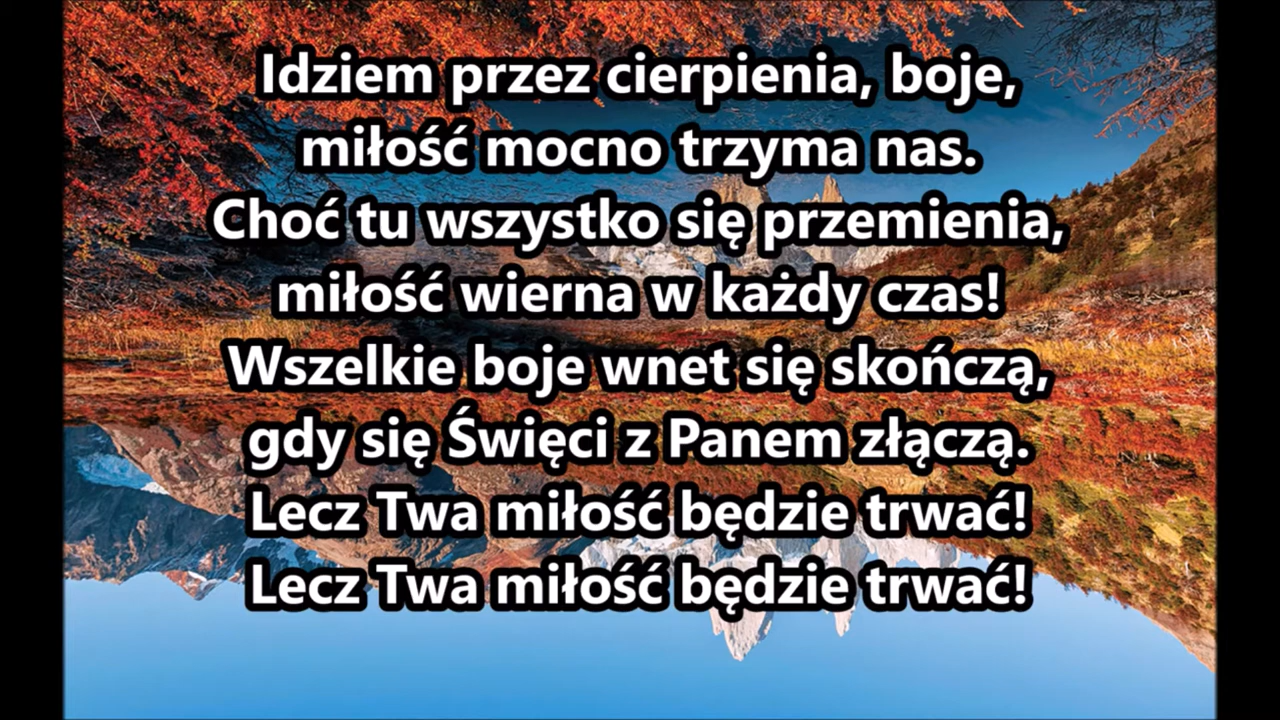 Idziem przez cierpienia, boje,
miłość mocno trzyma nas.
Choć tu wszystko się przemienia,
miłość wierna w każdy czas!
Wszelkie boje wnet się skończą,
gdy się Święci z Panem złączą.
Lecz Twa miłość będzie trwać!
Lecz Twa miłość będzie trwać!